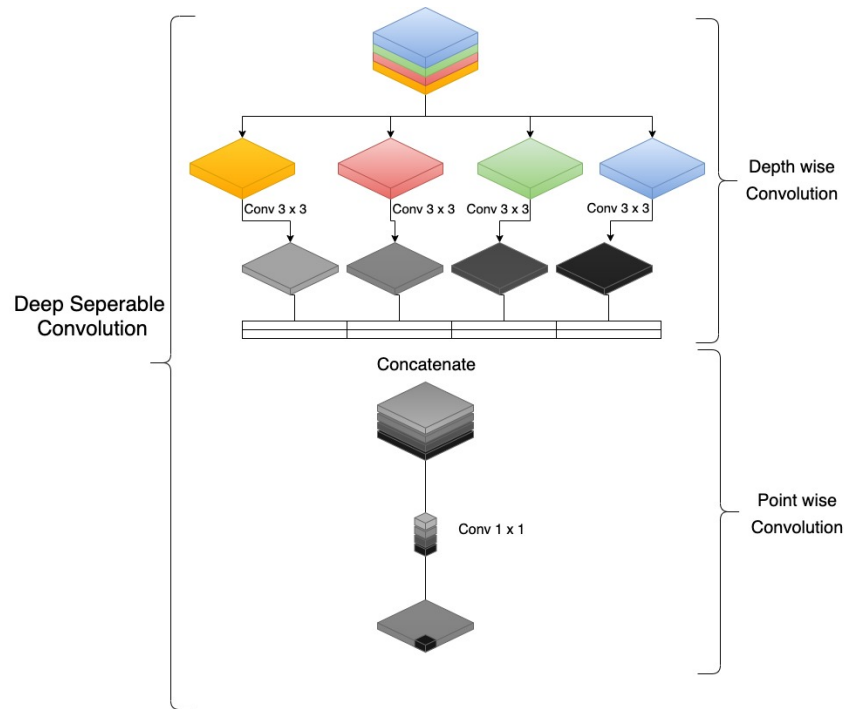 Depth wise
Convolution
Conv 3 x 3
Conv 3 x 3
Conv 3 x 3
Conv 3 x 3
Deep Seperable
Convolution
Concatenate
Conv 1 x 1
Point wise
Convolution